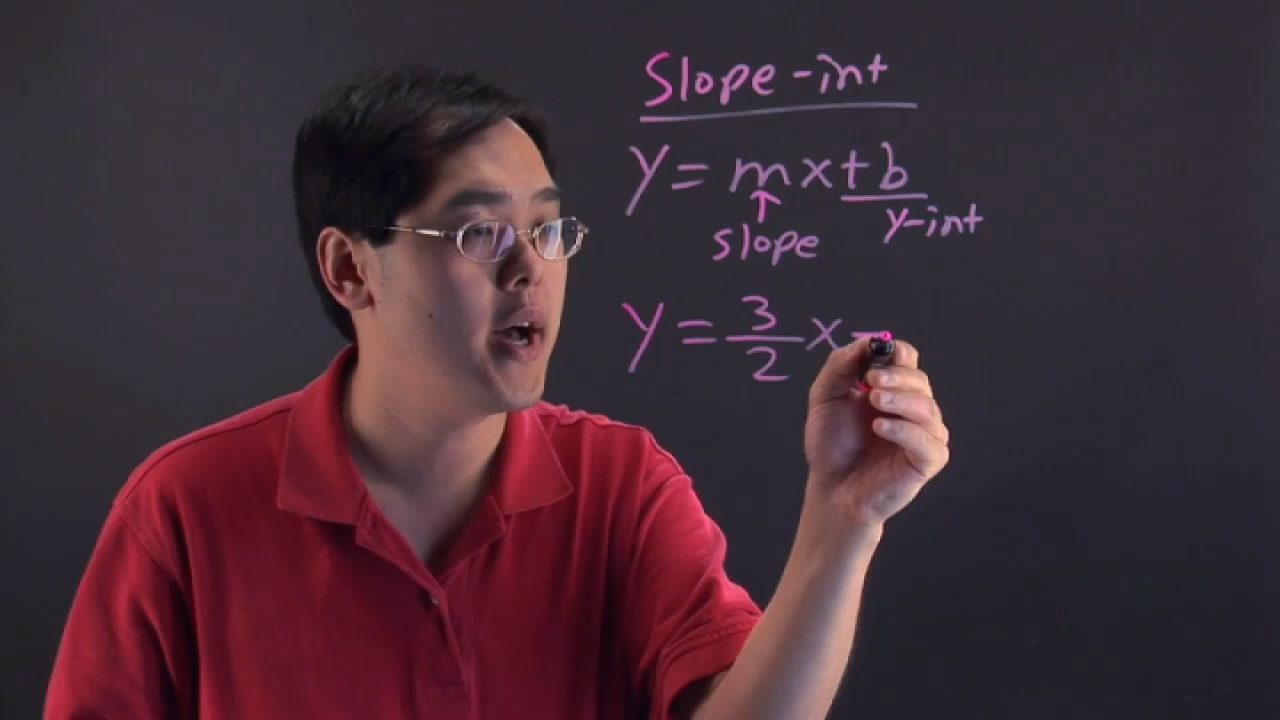 Slope-int
y = mx + b
↑ y-int
slope
y = 3/2 x -